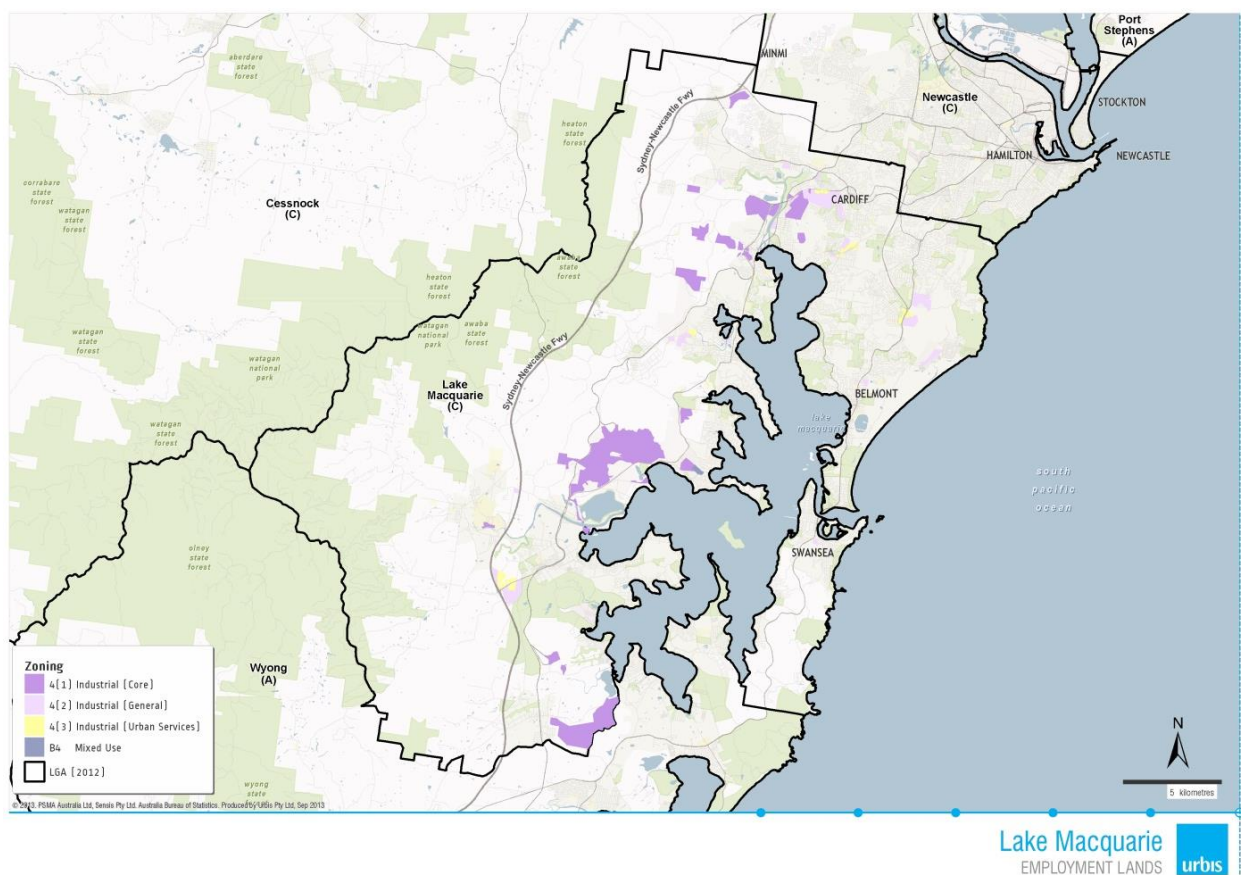 Port
Stephens
(A)
MINMI
Newcastle
(C)
STOCKTON
HAMILTON
NEWCASTLE
aberdare
state
forest
heaton
state
forest
Sydney-Newcastle Fwy
corrabare
state
forest
watagan
state
forest
Cessnock
(C)
CARDIFF
awaba
state
forest
heaton
state
forest
watagan
national
park
awaba
state
forest
watagan
state
forest
watagan
national
park
Sydney-Newcastle Fwy
Lake
Macquarie
(C)
BELMONT
lake
macquarie
watagan
state
forest
south
pacific
ocean
olney
state
forest
SWANSEA
Wyong
(A)
Zoning
4[1] Industrial [Core]
4[2] Industrial [General]
4[3] Industrial [Urban Services]
B4 Mixed Use
LGA [2012]
wyong
state
N
5 kilometres
© 2013. PSMA Australia Ltd, Sensis Pty Ltd. Australia Bureau of Statistics. Produced by Urbis Pty Ltd, Sep 2013
Lake Macquarie
EMPLOYMENT LANDS
urbis